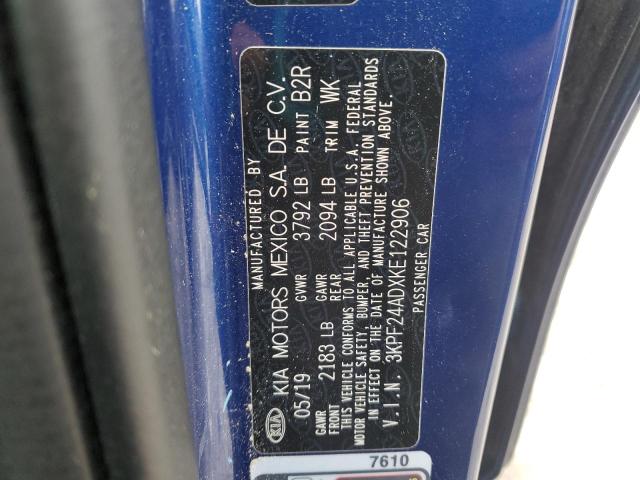 MANUFACTURED BY
KIA KIA MOTORS MEXICO S.A. DE C.V.
05/19 GVWR 3792 LB PAINT B2R
GAWR FRONT 2183 LB GAWR REAR 2094 LB TRIM WK
THIS VEHICLE CONFORMS TO ALL APPLICABLE U.S.A. FEDERAL
MOTOR VEHICLE SAFETY, BUMPER, AND THEFT PREVENTION STANDARDS
IN EFFECT ON THE DATE OF MANUFACTURE SHOWN ABOVE.
V.I.N. 3KPF24ADXKE122906
PASSENGER CAR
7610